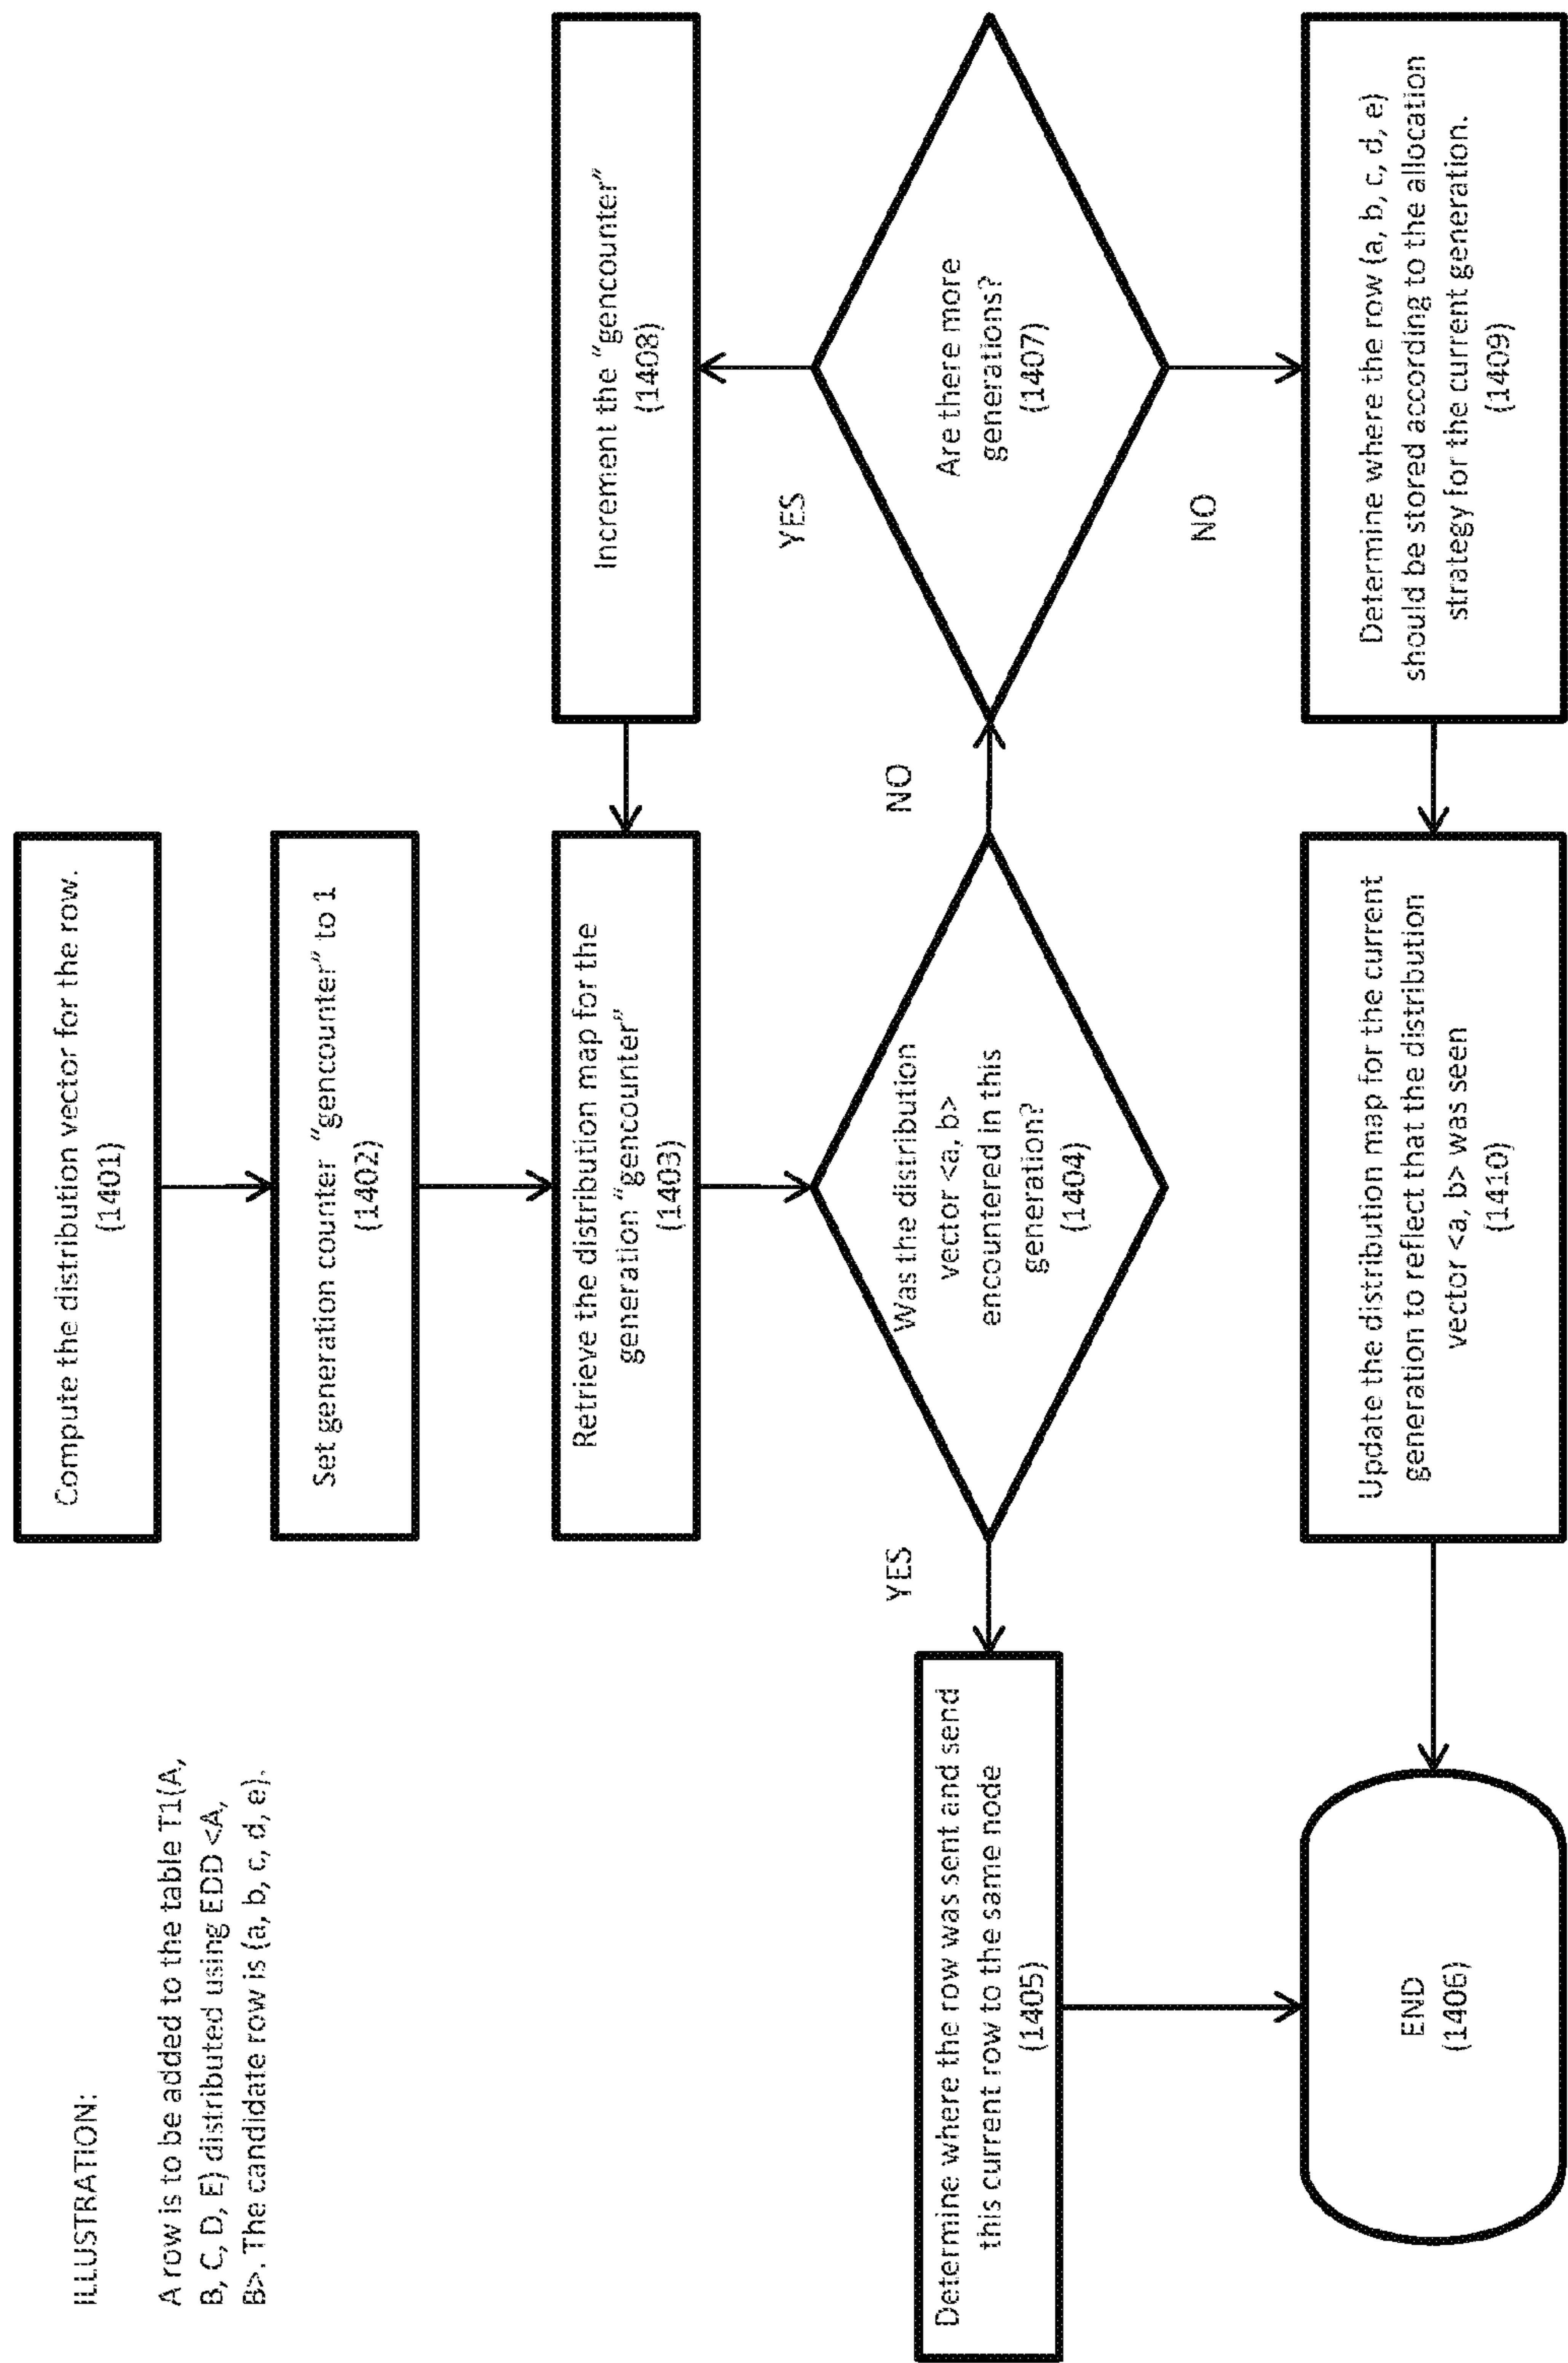 ILLUSTRATION:
A row is to be added to the table T1(A,
B, C, D, E) distributed using EDD <A,
B>. The candidate row is (a, b, c, d, e).
Compute the distribution vector for the row.
(1401)
Set generation counter "gencounter" to 1
(1402)
Retrieve the distribution map for the
generation "gencounter"
(1403)
Increment the "gencounter"
(1408)
Was the distribution
vector <a, b>
encountered in this
generation?
(1404)
YES
NO
Are there more
generations?
(1407)
YES
NO
Determine where the row was sent and send
this current row to the same node
(1405)
END
(1406)
Update the distribution map for the current
generation to reflect that the distribution
vector <a, b> was seen
(1410)
Determine where the row (a, b, c, d, e)
should be stored according to the allocation
strategy for the current generation.
(1409)